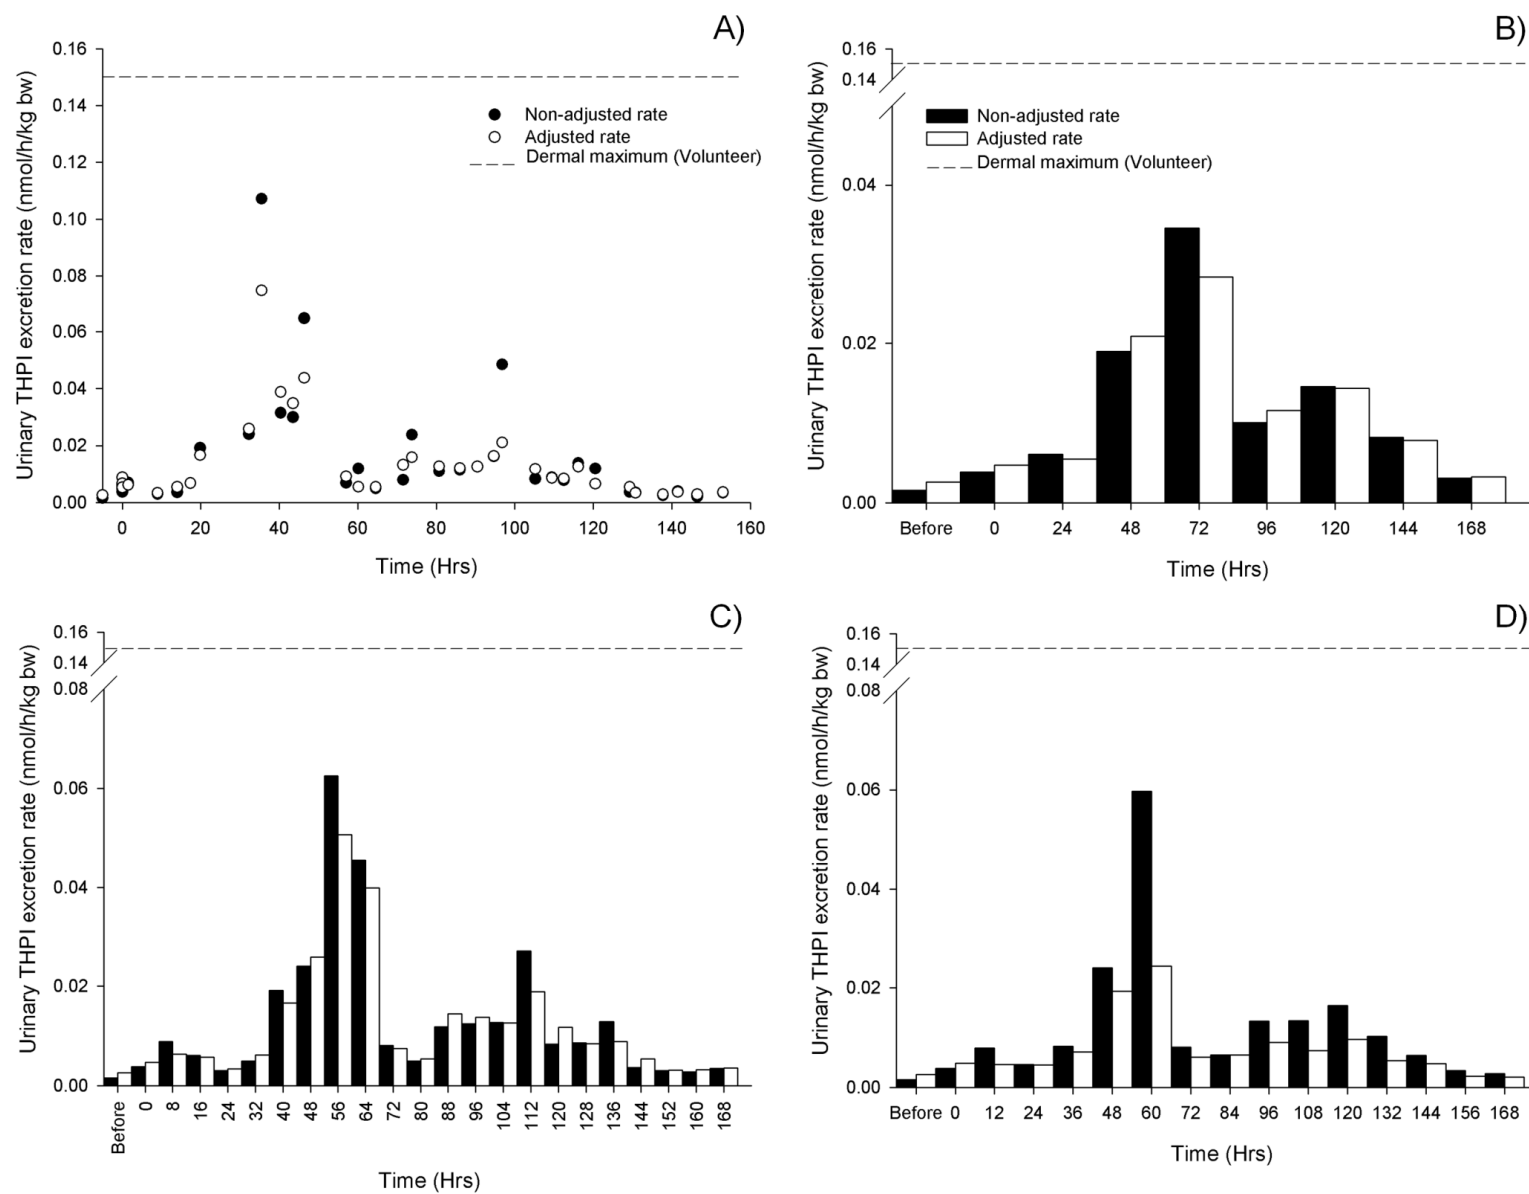 A)
Urinary THPI excretion rate (nmol/h/kg bw)
0.16
0.14
0.12
0.10
0.08
0.06
0.04
0.02
0.00
Non-adjusted rate
Adjusted rate
Dermal maximum (Volunteer)
0 20 40 60 80 100 120 140 160
Time (Hrs)
B)
Urinary THPI excretion rate (nmol/h/kg bw)
0.16
0.14
0.04
0.02
0.00
Non-adjusted rate
Adjusted rate
Dermal maximum (Volunteer)
Before 0 24 48 72 96 120 144 168
Time (Hrs)
C)
Urinary THPI excretion rate (nmol/h/kg bw)
0.16
0.14
0.08
0.06
0.04
0.02
0.00
Before 0 8 16 24 32 40 48 56 64 72 80 88 96 104 112 120 128 136 144 152 160 168
Time (Hrs)
D)
Urinary THPI excretion rate (nmol/h/kg bw)
0.16
0.14
0.08
0.06
0.04
0.02
0.00
Before 0 12 24 36 48 60 72 84 96 108 120 132 144 156 168
Time (Hrs)